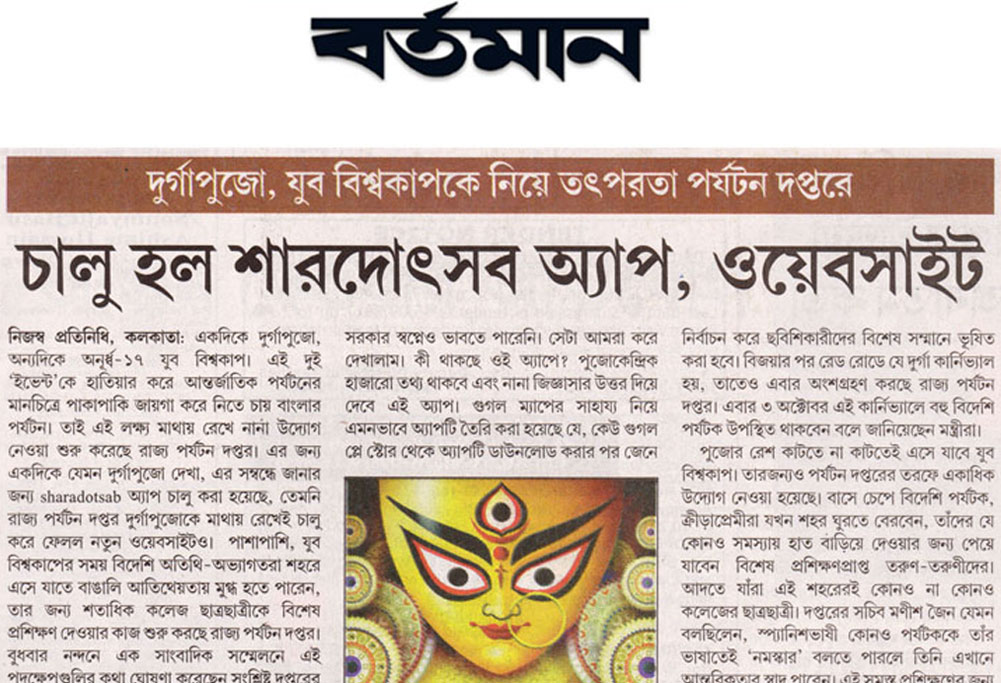 বর্তমান
দুর্গাপুজো, যুব বিশ্বকাপকে নিয়ে তৎপরতা পর্যটন দপ্তরে
চালু হল শারদোৎসব অ্যাপ, ওয়েবসাইট
নিজস্ব প্রতিনিধি, কলকাতা: একদিকে দুর্গাপুজো,
অন্যদিকে অনূর্ধ্ব-১৭ যুব বিশ্বকাপ। এই দুই
‘ইভেন্ট’কে হাতিয়ার করে আন্তর্জাতিক পর্যটনের
মানচিত্রে পাকাপাকি জায়গা করে নিতে চায় বাংলার
পর্যটন। তাই এই লক্ষ্য মাথায় রেখে নানা উদ্যোগ
নেওয়া শুরু করেছে রাজ্য পর্যটন দপ্তর। এর জন্য
একদিকে যেমন দুর্গাপুজো দেখা, এর সম্বন্ধে জানার
জন্য sharadotsab অ্যাপ চালু করা হয়েছে, তেমনি
রাজ্য পর্যটন দপ্তর দুর্গাপুজোকে মাথায় রেখেই চালু
করে ফেলল নতুন ওয়েবসাইটও। পাশাপাশি, যুব
বিশ্বকাপের সময় বিদেশি অতিথি-অভ্যাগতরা শহরে
এসে যাতে বাঙালি আতিথেয়তায় মুগ্ধ হতে পারেন,
তার জন্য শতাধিক কলেজ ছাত্রছাত্রীকে বিশেষ
প্রশিক্ষণ দেওয়ার কাজ শুরু করছে রাজ্য পর্যটন দপ্তর।
বুধবার নন্দনে এক সাংবাদিক সম্মেলনে এই
পদক্ষেপগুলির কথা ঘোষণা করেছেন সংশ্লিষ্ট দপ্তরের
সরকার স্বপ্নেও ভাবতে পারেনি। সেটা আমরা করে
দেখালাম। কী থাকছে ওই অ্যাপে? পুজোকেন্দ্রিক
হাজারো তথ্য থাকবে এবং নানা জিজ্ঞাসার উত্তর দিয়ে
দেবে এই অ্যাপ। গুগল ম্যাপের সাহায্য নিয়ে
এমনভাবে অ্যাপটি তৈরি করা হয়েছে যে, কেউ গুগল
প্লে স্টোর থেকে অ্যাপটি ডাউনলোড করার পর জেনে
নির্বাচন করে ছবিশিকারীদের বিশেষ সম্মানে ভূষিত
করা হবে। বিজয়ার পর রেড রোডে যে দুর্গা কার্নিভ্যাল
হয়, তাতেও এবার অংশগ্রহণ করছে রাজ্য পর্যটন
দপ্তর। এবার ৩ অক্টোবর এই কার্নিভ্যালে বহু বিদেশি
পর্যটক উপস্থিত থাকবেন বলে জানিয়েছেন মন্ত্রীরা।
পুজোর রেশ কাটতে না কাটতেই এসে যাবে যুব
বিশ্বকাপ। তারজন্যও পর্যটন দপ্তরের তরফে একাধিক
উদ্যোগ নেওয়া হয়েছে। বাসে চেপে বিদেশি পর্যটক,
ক্রীড়াপ্রেমীরা যখন শহর ঘুরতে বেরবেন, তাঁদের যে
কোনও সমস্যায় হাত বাড়িয়ে দেওয়ার জন্য পেয়ে
যাবেন বিশেষ প্রশিক্ষণপ্রাপ্ত তরুণ-তরুণীদের।
আদতে যাঁরা এই শহরেরই কোনও না কোনও
কলেজের ছাত্রছাত্রী। দপ্তরের সচিব মণীশ জৈন যেমন
বলছিলেন, স্প্যানিশভাষী কোনও পর্যটককে তাঁর
ভাষাতেই ‘নমস্কার’ বলতে পারলে তিনি এখানে
আন্তরিকতার স্বাদ পাবেন। এই সমস্ত প্রশিক্ষণের জন্য